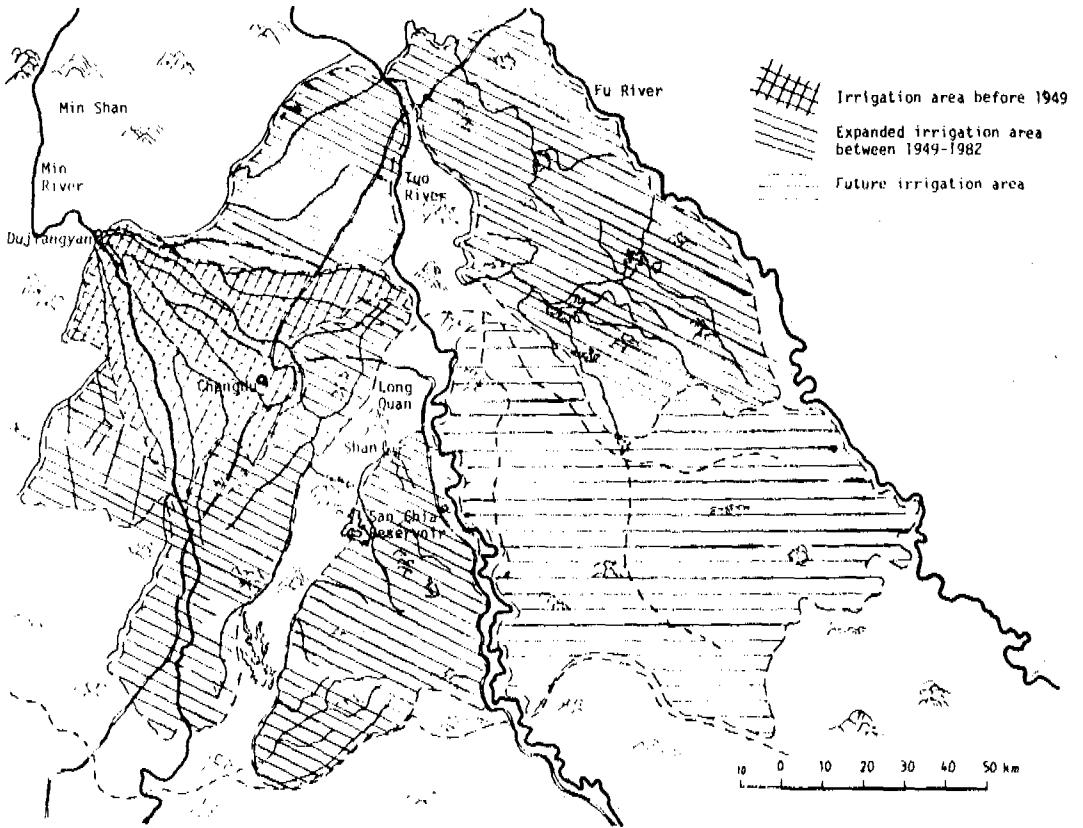 Min Shan
Min
River
Dujiangyan
Chengdu
Tuo
River
Long
Quan
Shan
San Chia
Reservoir
Fu River
Irrigation area before 1949
Expanded irrigation area
between 1949-1982
Future irrigation area
10 0 10 20 30 40 50 km